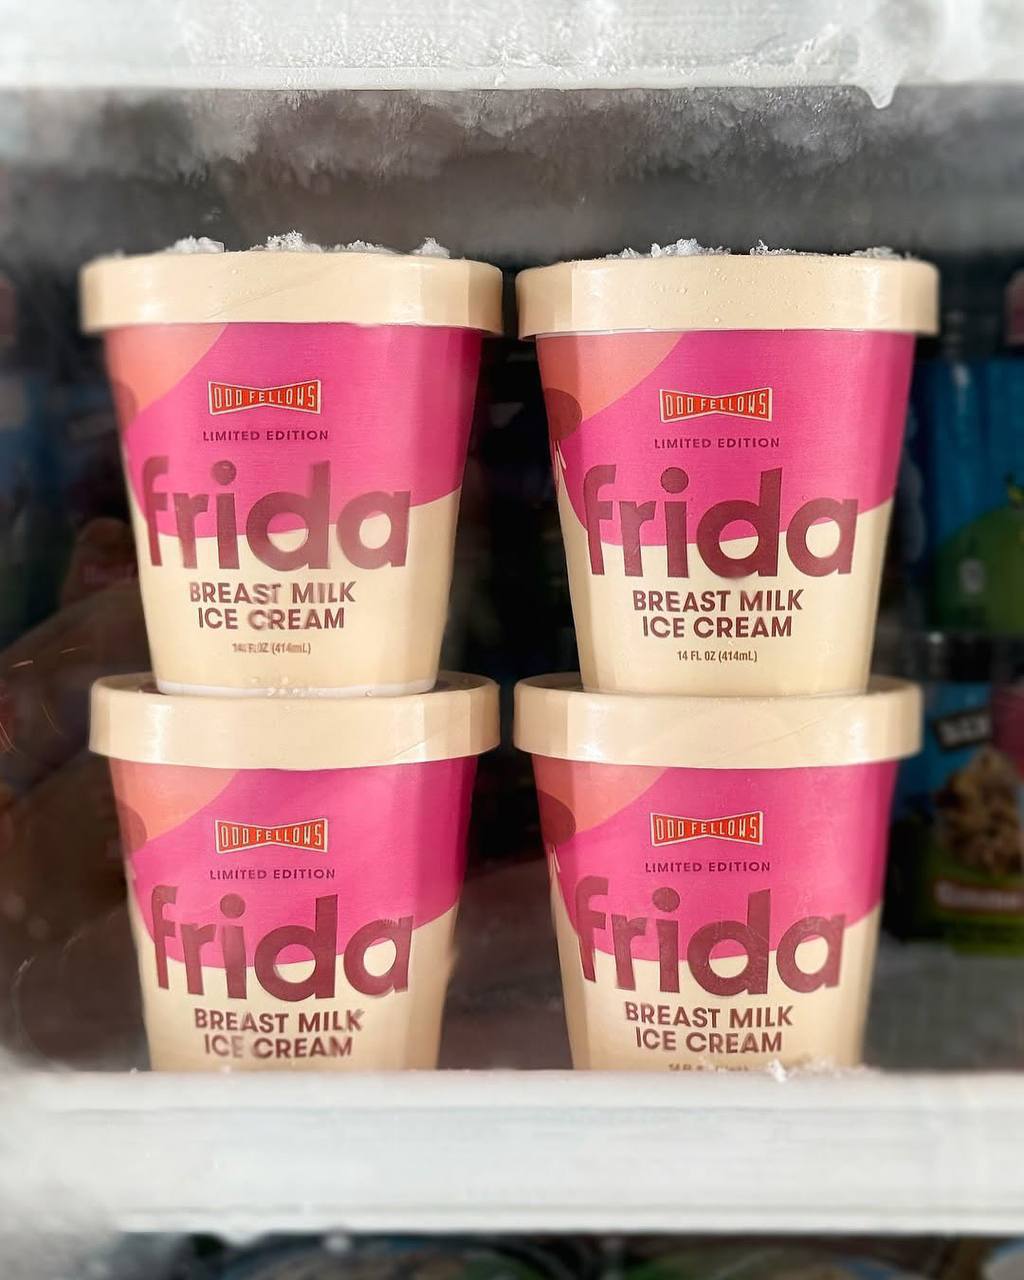 ODD FELLOWS
LIMITED EDITION
frida
BREAST MILK
ICE CREAM
14 FL OZ (414mL)
ODD FELLOWS
LIMITED EDITION
frida
BREAST MILK
ICE CREAM
14 FL OZ (414mL)
ODD FELLOWS
LIMITED EDITION
frida
BREAST MILK
ICE CREAM
ODD FELLOWS
LIMITED EDITION
frida
BREAST MILK
ICE CREAM